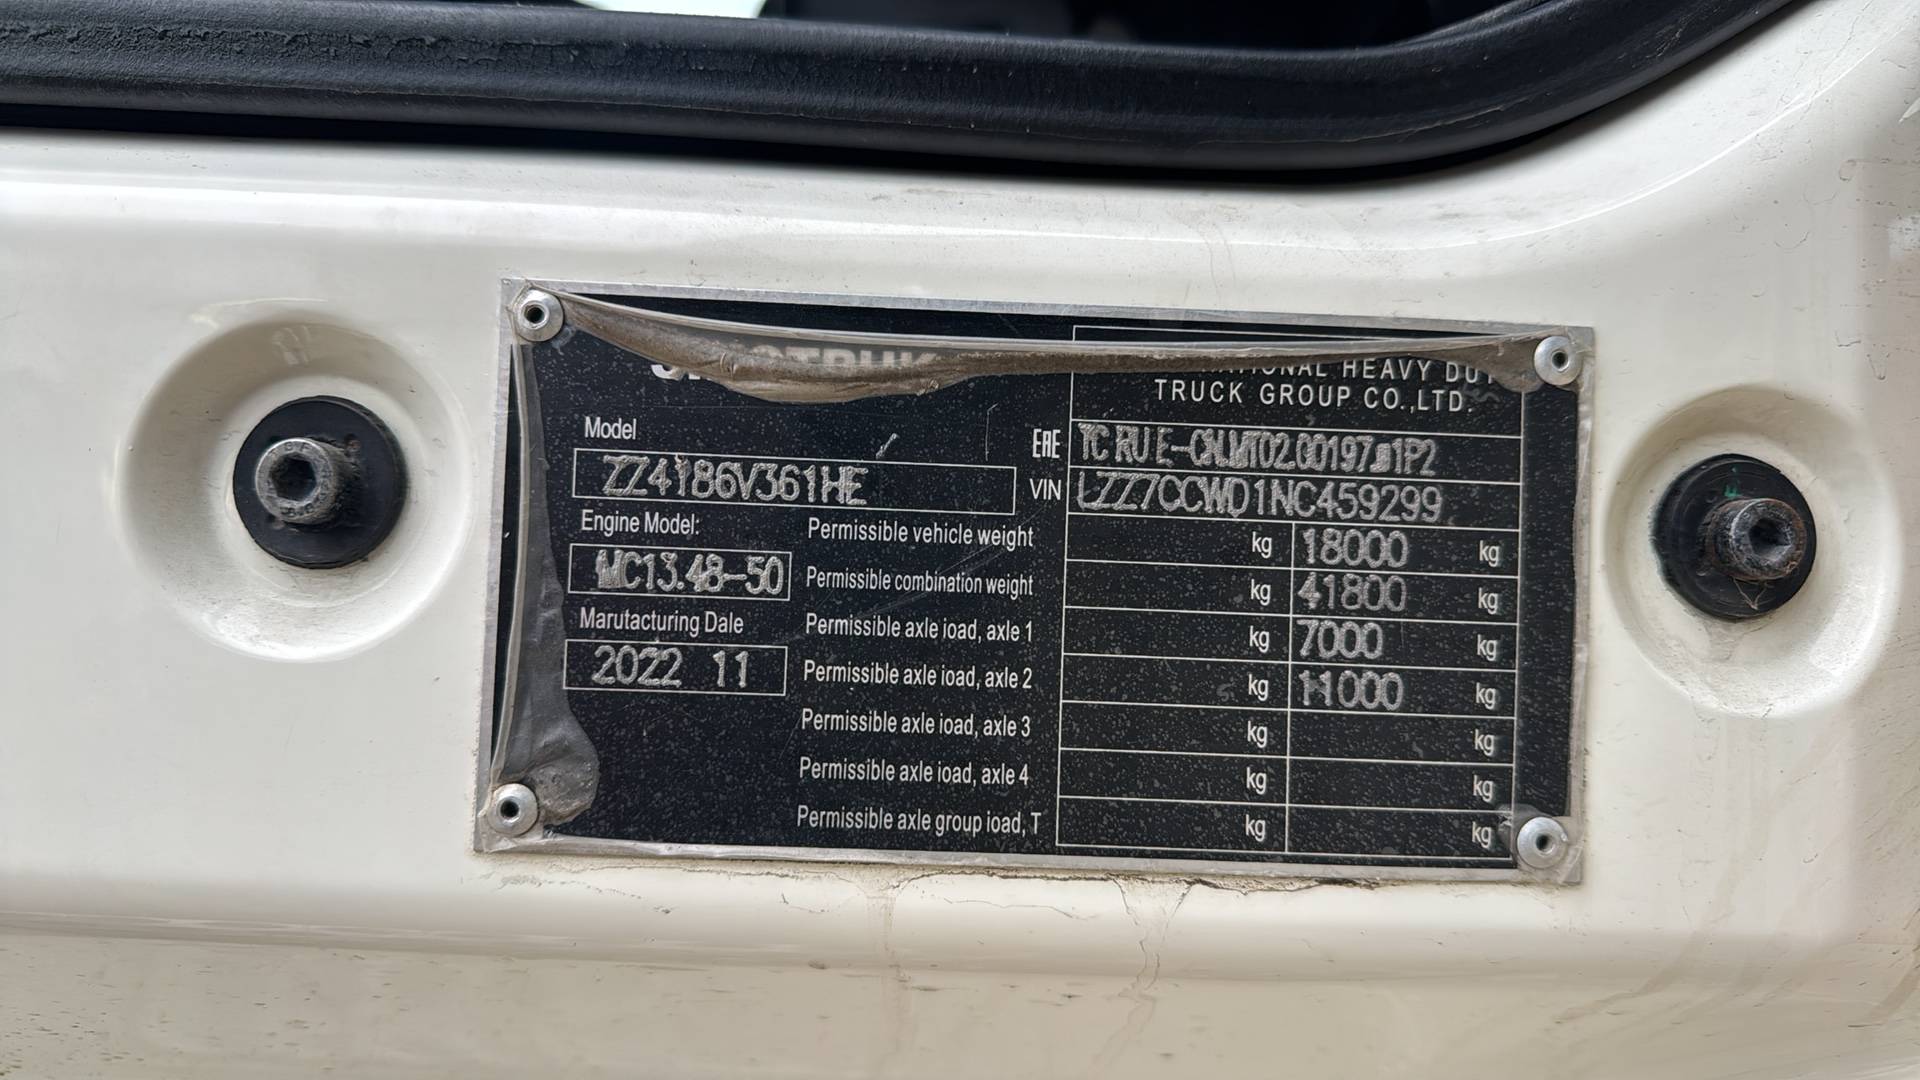 TRUCK GROUP CO.,LTD.
Model
ZZ4186V361HE
EAE TC RU E-CN.MT02.00197.01P2
VIN LZZ7CCWD1NC459299
Engine Model:
MC13.48-50
Marutacturing Dale
2022 11
Permissible vehicle weight kg 18000 kg
Permissible combination weight kg 41800 kg
Permissible axle ioad, axle 1 kg 7000 kg
Permissible axle ioad, axle 2 kg 11000 kg
Permissible axle ioad, axle 3 kg kg
Permissible axle ioad, axle 4 kg kg
Permissible axle group ioad, T kg kg